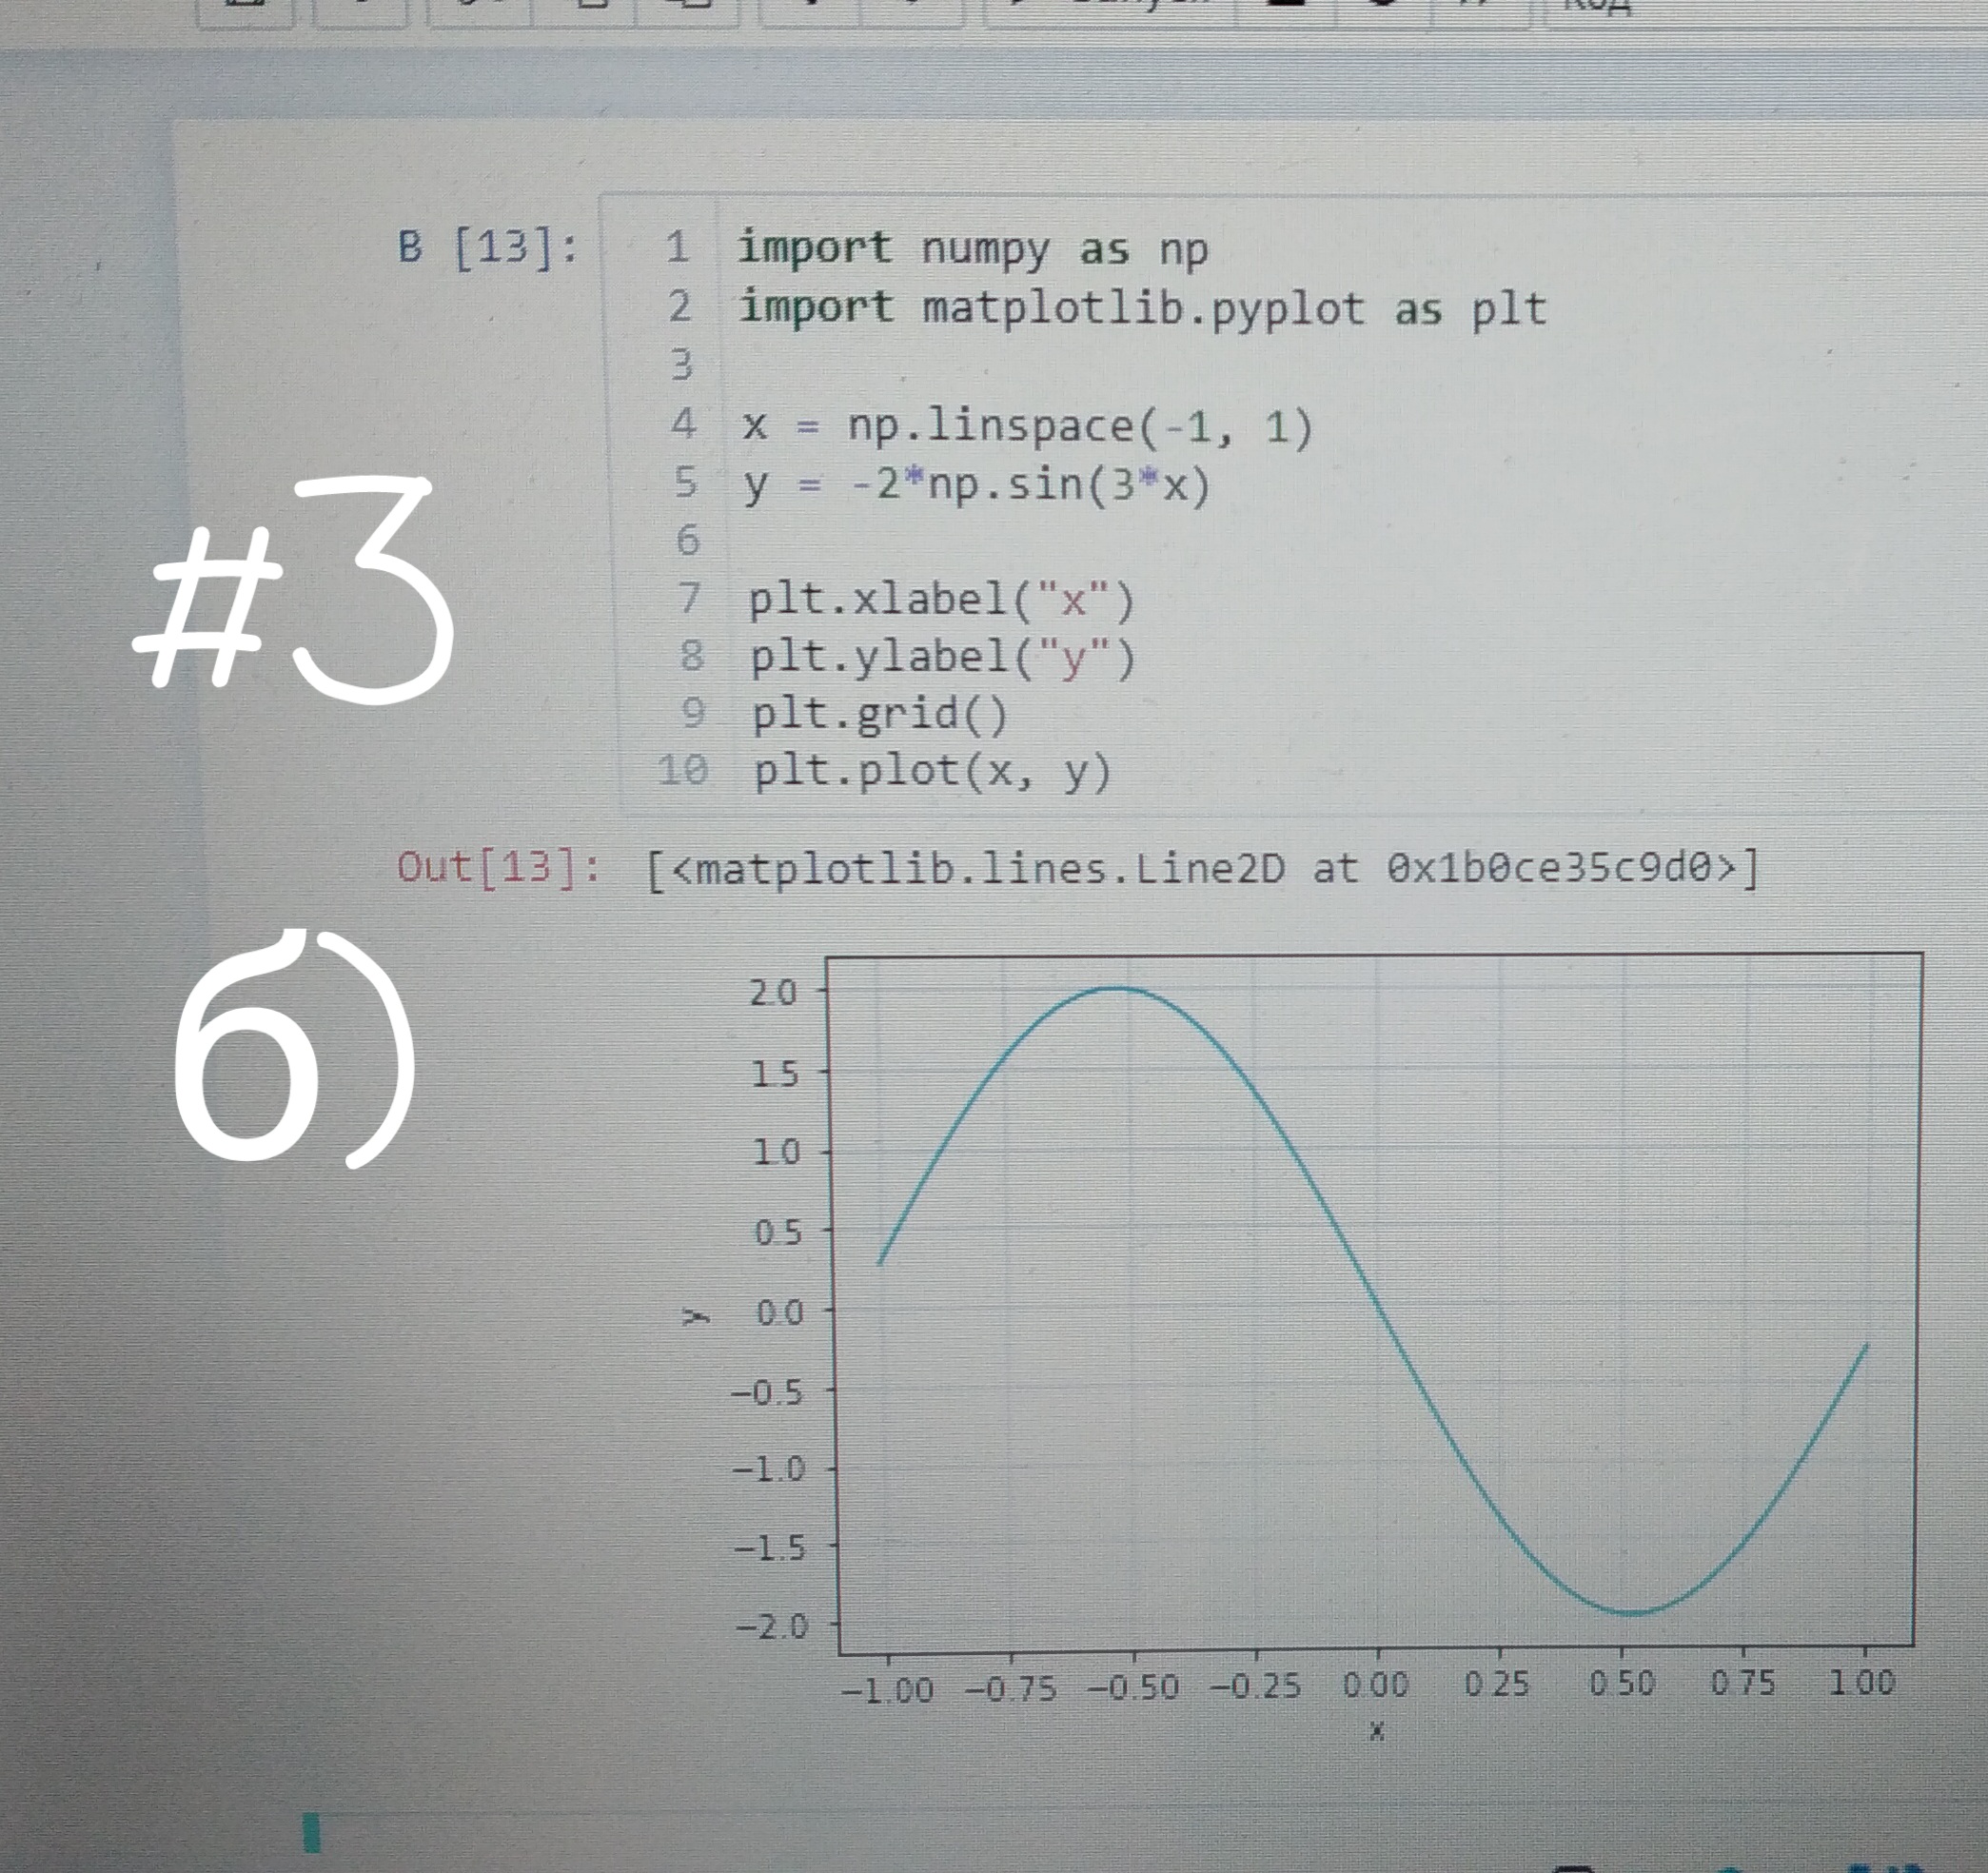 Код
B [13]:
1 import numpy as np
2 import matplotlib.pyplot as plt
3
4 x = np.linspace(-1, 1)
5 y = -2*np.sin(3*x)
6
7 plt.xlabel("x")
8 plt.ylabel("y")
9 plt.grid()
10 plt.plot(x, y)
#3
Out[13]: [<matplotlib.lines.Line2D at 0x1b0ce35c9d0>]
б)
2.0
1.5
1.0
0.5
0.0
−0.5
−1.0
−1.5
−2.0
y
−1.00 −0.75 −0.50 −0.25 0.00 0.25 0.50 0.75 1.00
x